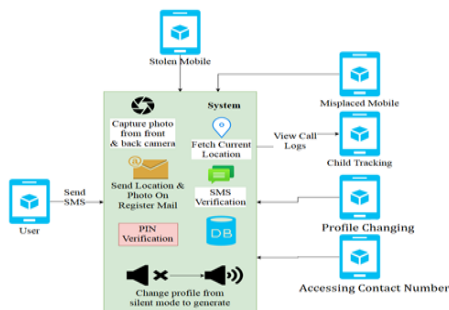 Stolen Mobile
System
Capture photo
from front
& back camera
Fetch Current
Location
Misplaced Mobile
View Call
Logs
Child Tracking
Send
SMS
User
Send Location &
Photo On
Register Mail
SMS
Verification
PIN
Verification
DB
Profile Changing
Accessing Contact Number
Change profile from
silent mode to generate